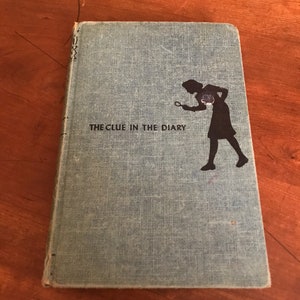 THE CLUE IN THE DIARY